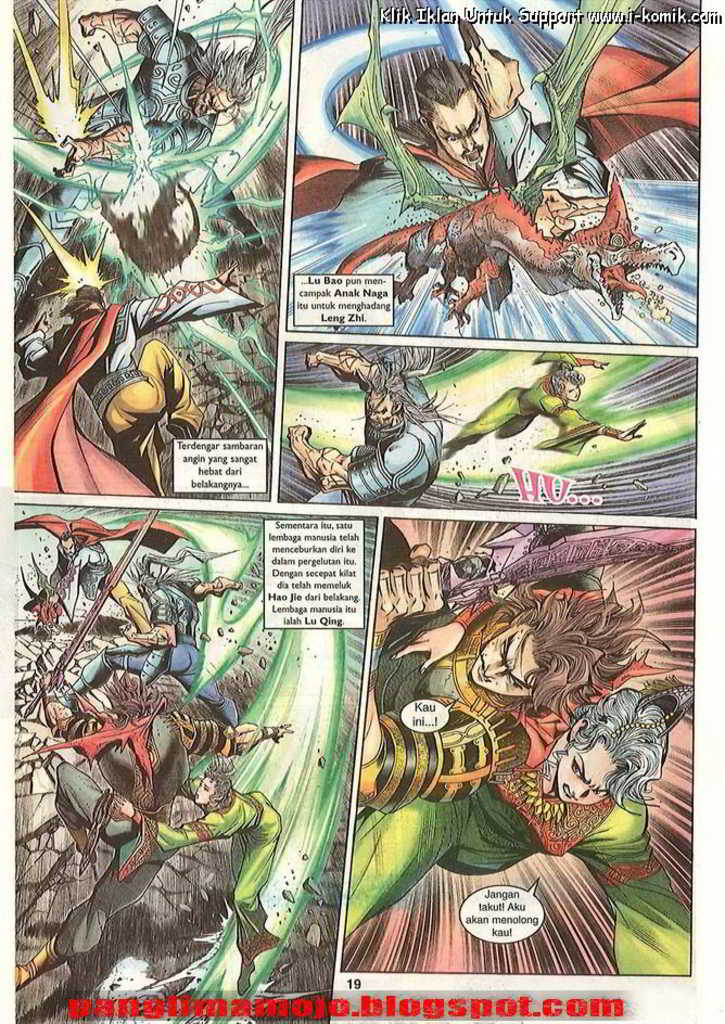 Klik Iklan Untuk Support www.i-komik.com
...Lu Bao pun men-
campak Anak Naga
itu untuk menghadang
Leng Zhi.
Terdengar sambaran
angin yang sangat
hebat dari
belakangnya...
HU...
Sementara itu, satu
lembaga manusia telah
menceburkan diri ke
dalam pergelutan itu.
Dengan secepat kilat
dia telah memeluk
Hao Jie dari belakang.
Lembaga manusia itu
ialah Lu Qing.
Kau
ini...!
Jangan
takut! Aku
akan menolong
kau!
19
panglimamojo.blogspot.com